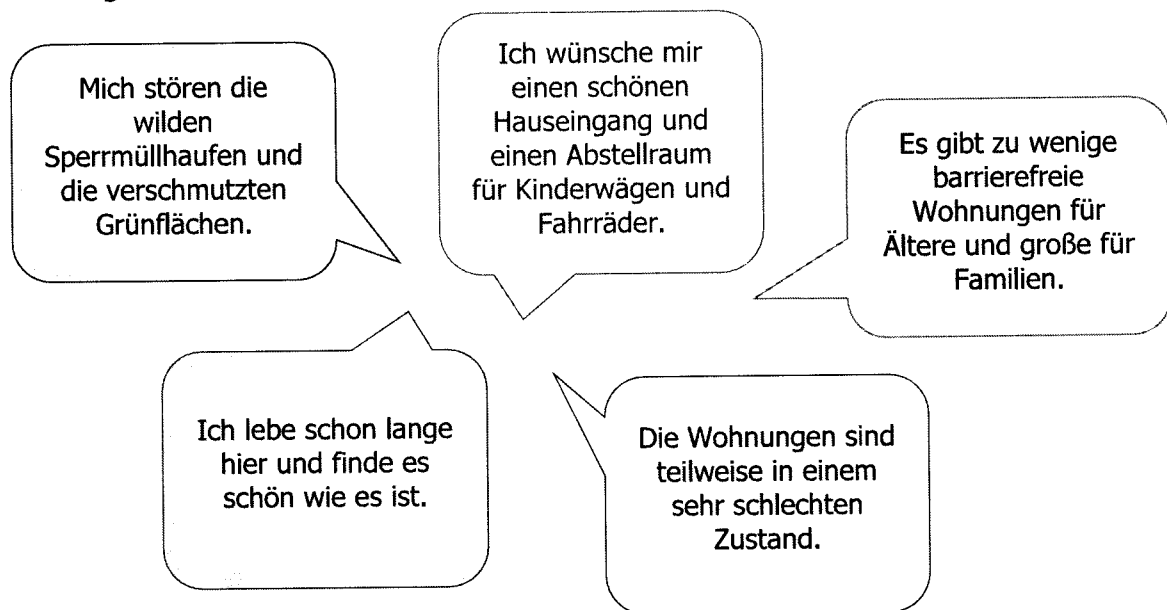 Mich stören die
wilden
Sperrmüllhaufen und
die verschmutzten
Grünflächen.
Ich wünsche mir
einen schönen
Hauseingang und
einen Abstellraum
für Kinderwägen und
Fahrräder.
Es gibt zu wenige
barrierefreie
Wohnungen für
Ältere und große für
Familien.
Ich lebe schon lange
hier und finde es
schön wie es ist.
Die Wohnungen sind
teilweise in einem
sehr schlechten
Zustand.